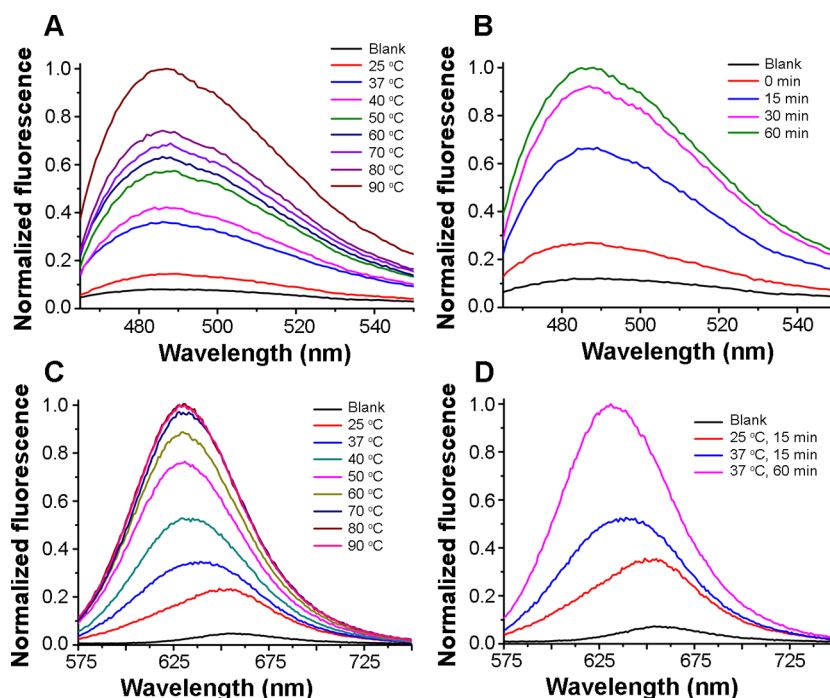 A
Normalized fluorescence
1.0
0.8
0.6
0.4
0.2
0.0
480 500 520 540
Wavelength (nm)
Blank
25 °C
37 °C
40 °C
50 °C
60 °C
70 °C
80 °C
90 °C
B
Normalized fluorescence
1.0
0.8
0.6
0.4
0.2
0.0
480 500 520 540
Wavelength (nm)
Blank
0 min
15 min
30 min
60 min
C
Normalized fluorescence
1.0
0.8
0.6
0.4
0.2
0.0
575 625 675 725
Wavelength (nm)
Blank
25 °C
37 °C
40 °C
50 °C
60 °C
70 °C
80 °C
90 °C
D
Normalized fluorescence
1.0
0.8
0.6
0.4
0.2
0.0
575 625 675 725
Wavelength (nm)
Blank
25 °C, 15 min
37 °C, 15 min
37 °C, 60 min